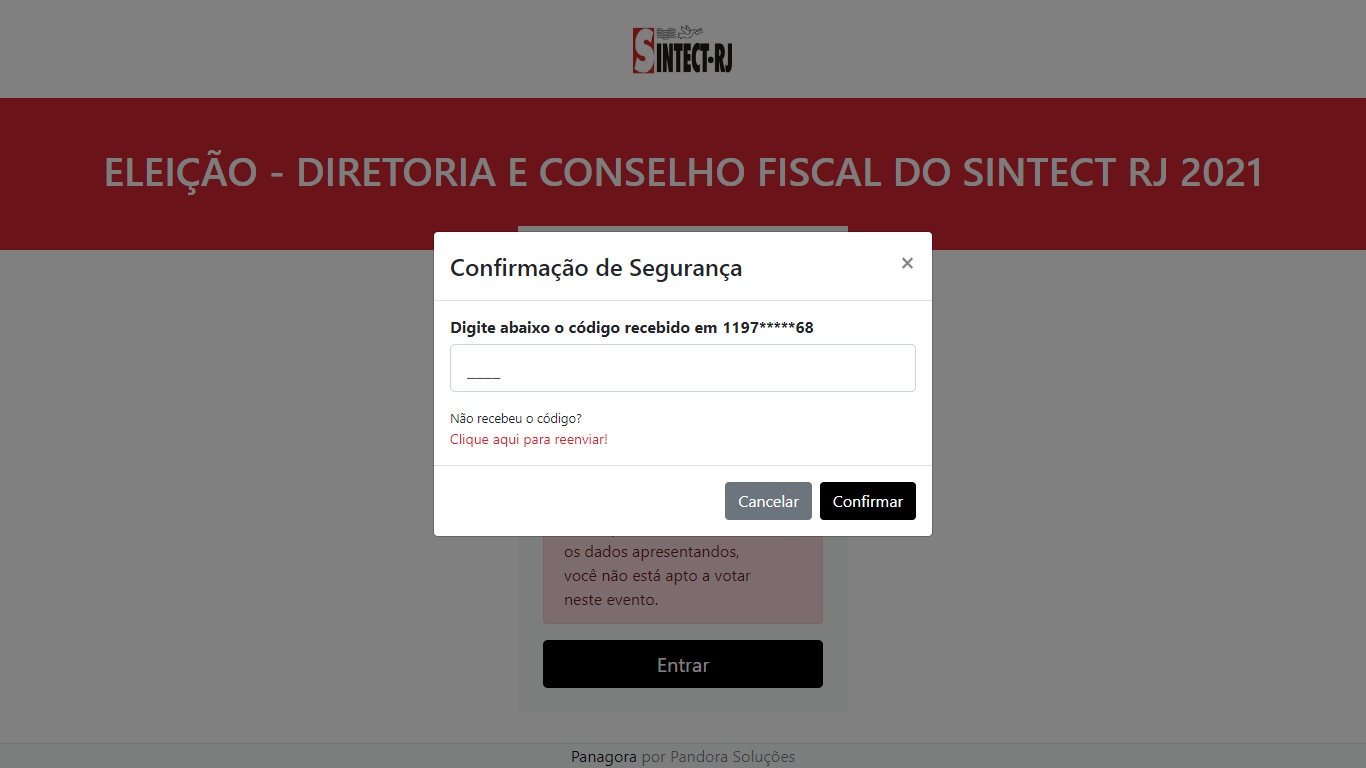 SINTECT-RJ
ELEIÇÃO - DIRETORIA E CONSELHO FISCAL DO SINTECT RJ 2021
Confirmação de Segurança
×
Digite abaixo o código recebido em 1197*****68
____
Não recebeu o código?
Clique aqui para reenviar!
Cancelar Confirmar
os dados apresentandos,
você não está apto a votar
neste evento.
Entrar
Panagora por Pandora Soluções